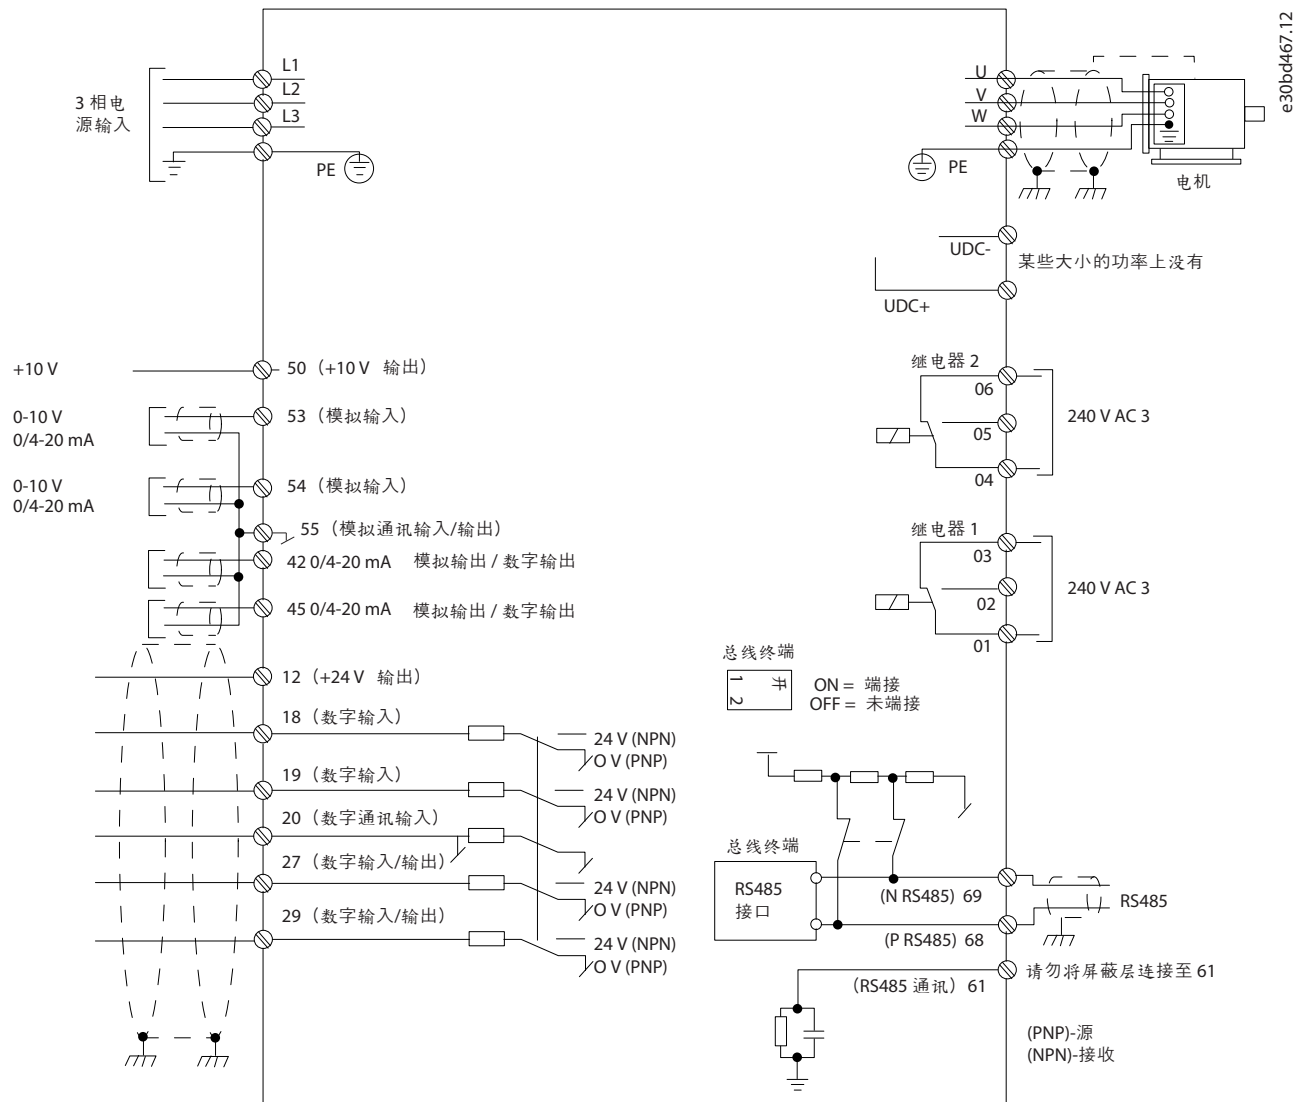 e30bd467.12
3 相电
源输入
L1
L2
L3
PE
U
V
W
PE
电机
UDC-
某些大小的功率上没有
UDC+
+10 V
50（+10 V 输出）
0-10 V
0/4-20 mA
53（模拟输入）
0-10 V
0/4-20 mA
54（模拟输入）
55（模拟通讯输入/输出）
42 0/4-20 mA 模拟输出 / 数字输出
45 0/4-20 mA 模拟输出 / 数字输出
12（+24 V 输出）
18（数字输入）
24 V (NPN)
O V (PNP)
19（数字输入）
24 V (NPN)
O V (PNP)
20（数字通讯输入）
27（数字输入/输出）
24 V (NPN)
O V (PNP)
29（数字输入/输出）
24 V (NPN)
O V (PNP)
继电器 2
06
05
04
240 V AC 3
继电器 1
03
02
01
240 V AC 3
总线终端
1
2
开
ON = 端接
OFF = 未端接
总线终端
RS485
接口
(N RS485) 69
(P RS485) 68
RS485
(RS485 通讯）61
请勿将屏蔽层连接至 61
(PNP)-源
(NPN)-接收